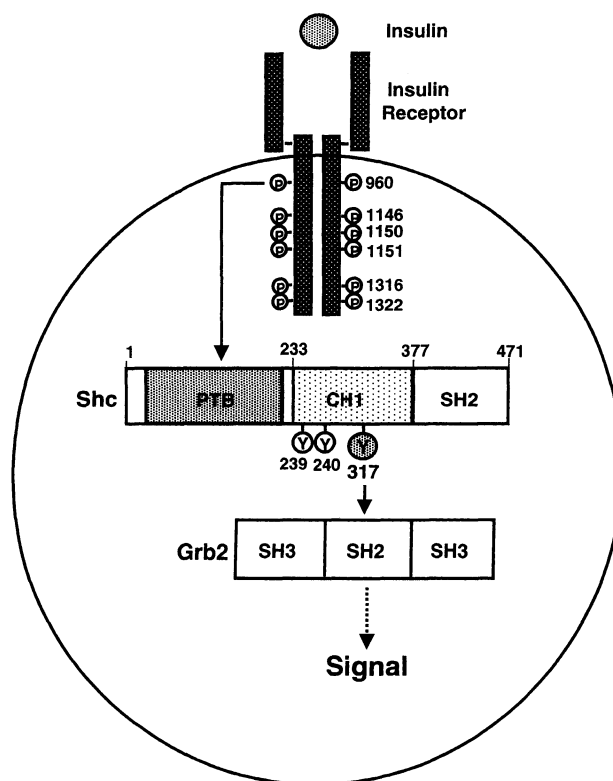 Insulin
Insulin
Receptor
P P 960
P P 1146
P P 1150
P P 1151
P P 1316
P P 1322
1 233 377 471
Shc PTB CH1 SH2
Y Y Y
239 240 317
Grb2 SH3 SH2 SH3
Signal